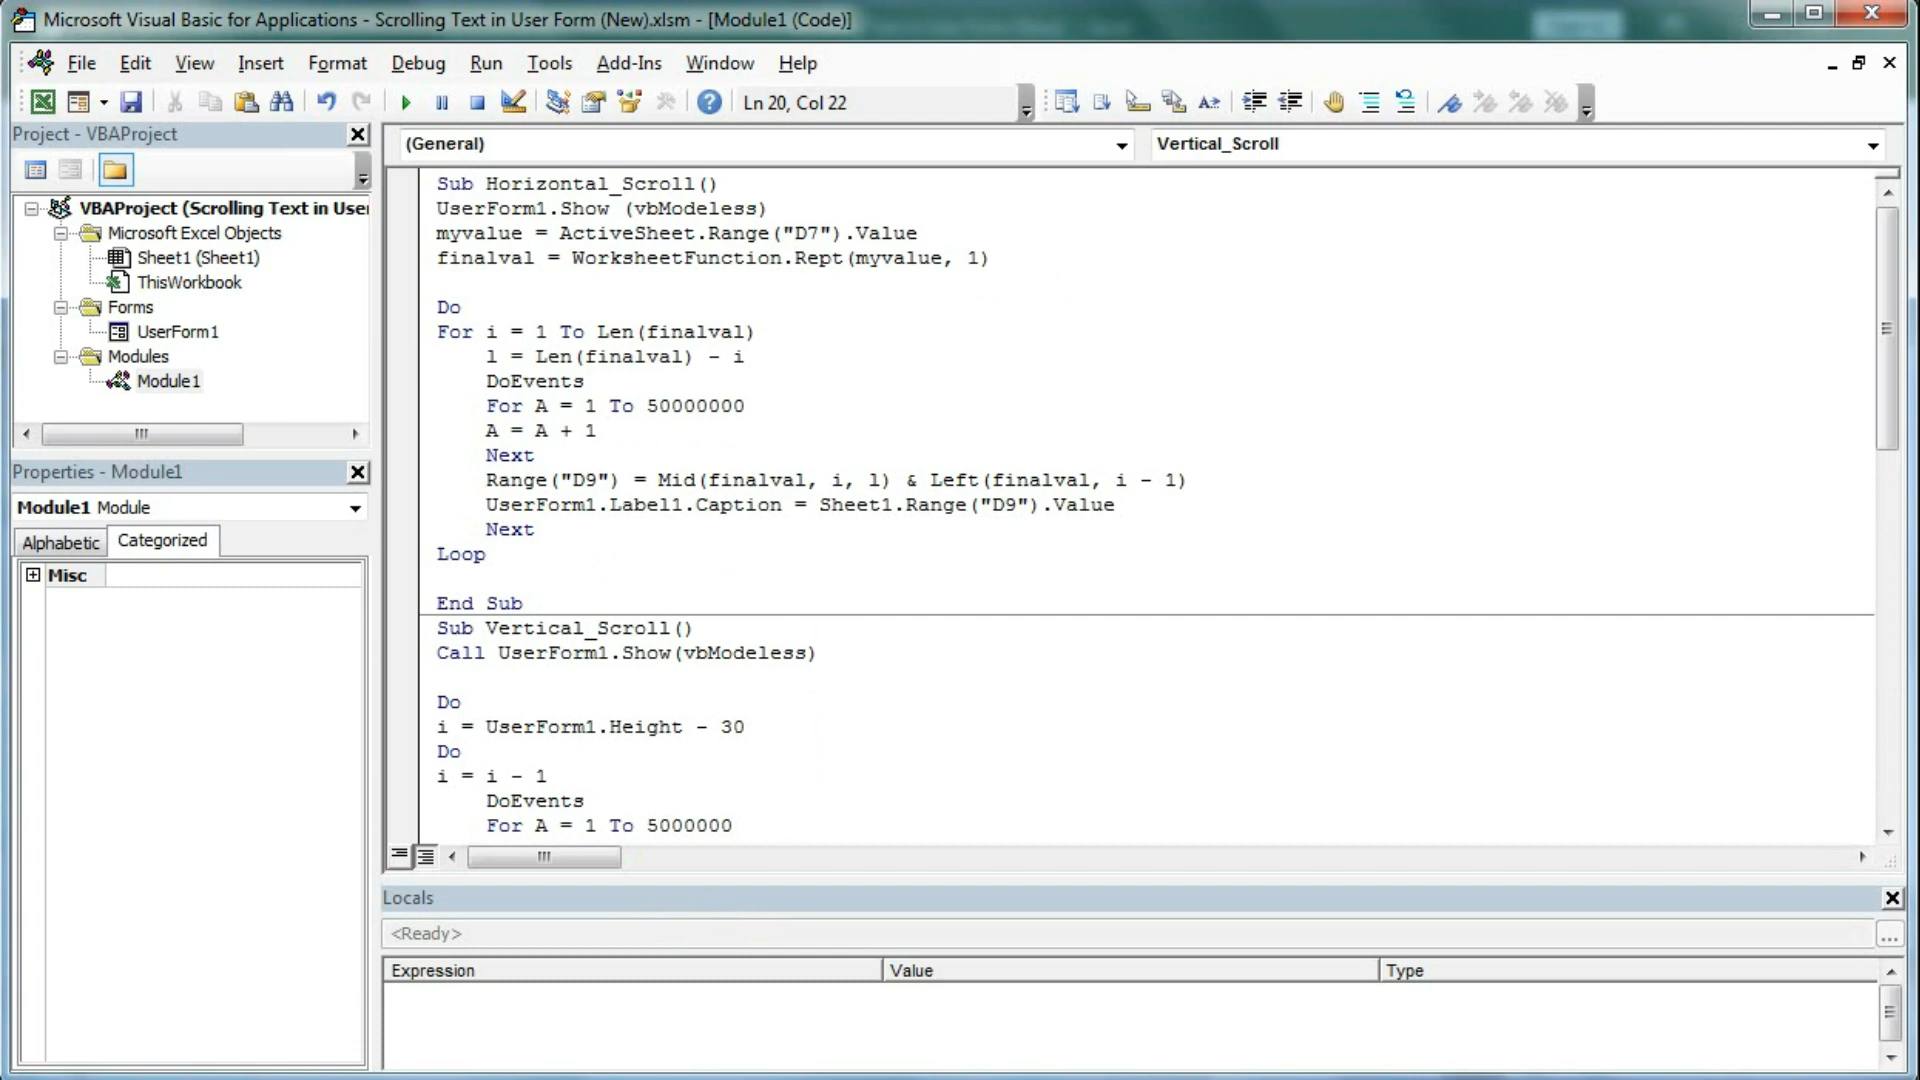 Microsoft Visual Basic for Applications - Scrolling Text in User Form (New).xlsm - [Module1 (Code)]
File Edit View Insert Format Debug Run Tools Add-Ins Window Help
Ln 20, Col 22
Project - VBAProject
VBAProject (Scrolling Text in User
Microsoft Excel Objects
Sheet1 (Sheet1)
ThisWorkbook
Forms
UserForm1
Modules
Module1
Properties - Module1
Module1 Module
Alphabetic Categorized
Misc
(General) Vertical_Scroll
Sub Horizontal_Scroll()
UserForm1.Show (vbModeless)
myvalue = ActiveSheet.Range("D7").Value
finalval = WorksheetFunction.Rept(myvalue, 1)
Do
For i = 1 To Len(finalval)
l = Len(finalval) - i
DoEvents
For A = 1 To 50000000
A = A + 1
Next
Range("D9") = Mid(finalval, i, l) & Left(finalval, i - 1)
UserForm1.Label1.Caption = Sheet1.Range("D9").Value
Next
Loop
End Sub
Sub Vertical_Scroll()
Call UserForm1.Show(vbModeless)
Do
i = UserForm1.Height - 30
Do
i = i - 1
DoEvents
For A = 1 To 5000000
Locals
<Ready>
...
Expression Value Type